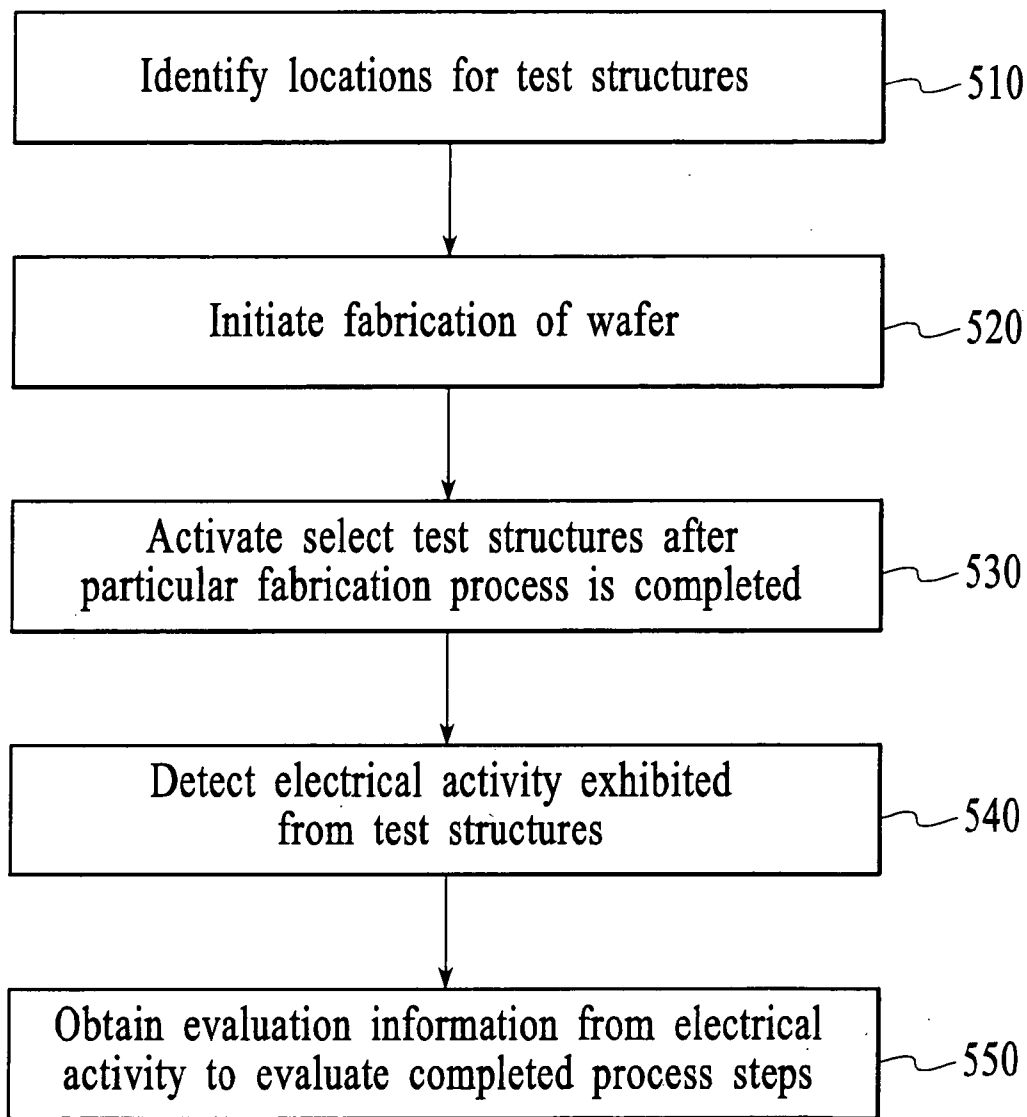 Identify locations for test structures
510
Initiate fabrication of wafer
520
Activate select test structures after
particular fabrication process is completed
530
Detect electrical activity exhibited
from test structures
540
Obtain evaluation information from electrical
activity to evaluate completed process steps
550